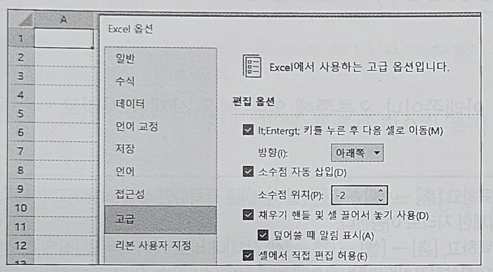 A
Excel 옵션
1
2
3
4
5
6
7
8
9
10
11
12
13
일반
수식
데이터
언어 교정
저장
언어
접근성
고급
리본 사용자 지정
Excel에서 사용하는 고급 옵션입니다.
편집 옵션
lt;Entergt; 키를 누른 후 다음 셀로 이동(M)
방향(I): 아래쪽
소수점 자동 삽입(D)
소수점 위치(P): -2
채우기 핸들 및 셀 끌어서 놓기 사용(D)
덮어쓸 때 알림 표시(A)
셀에서 직접 편집 허용(E)